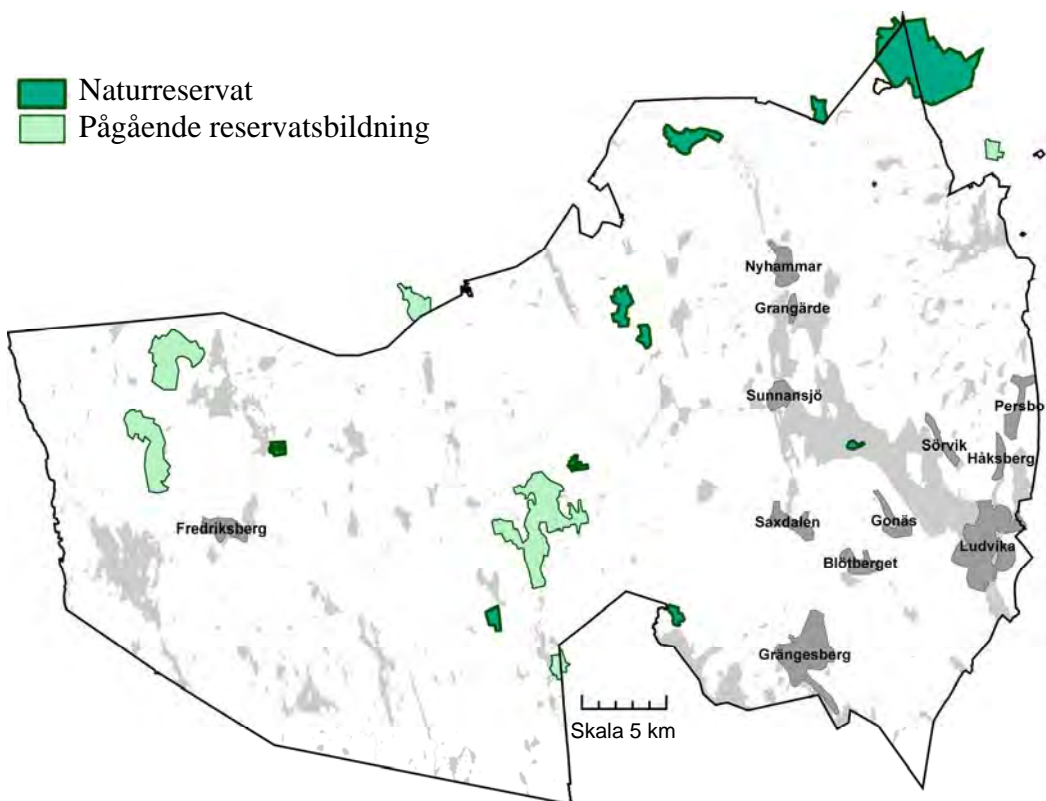 Naturreservat
Pågående reservatsbildning
Nyhammar
Grangärde
Sunnansjö
Persbo
Sörvik
Håksberg
Fredriksberg
Saxdalen
Gonäs
Ludvika
Blötberget
Grängesberg
Skala 5 km